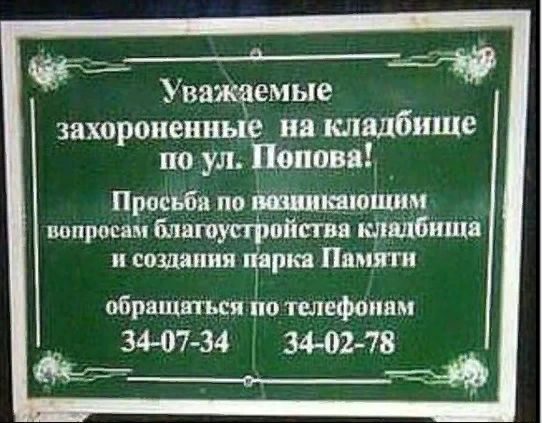 Уважаемые
захороненные на кладбище
по ул. Попова!
Просьба по возникающим
вопросам благоустройства кладбища
и создания парка Памяти
обращаться по телефонам
34-07-34 34-02-78